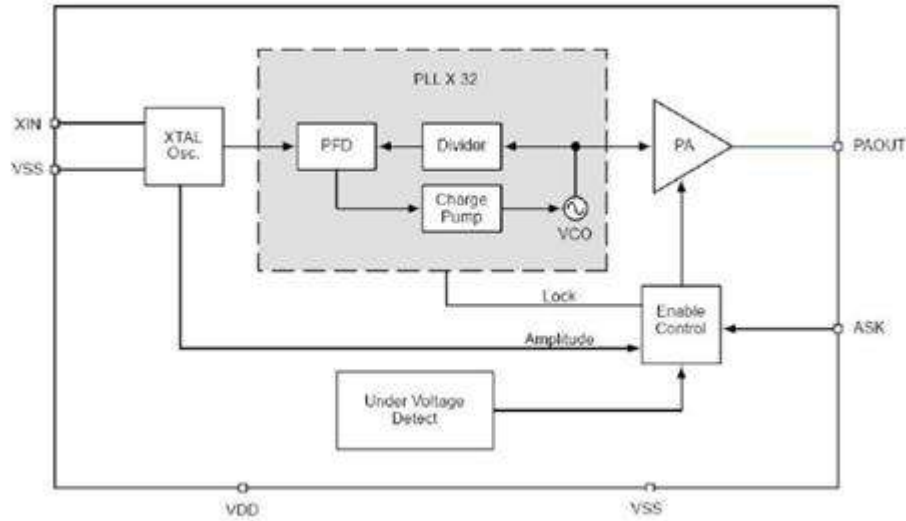 PLL X 32
XIN
XTAL
Osc.
PFD
Divider
PA
PAOUT
VSS
Charge
Pump
VCO
Lock
Enable
Control
ASK
Amplitude
Under Voltage
Detect
VDD
VSS